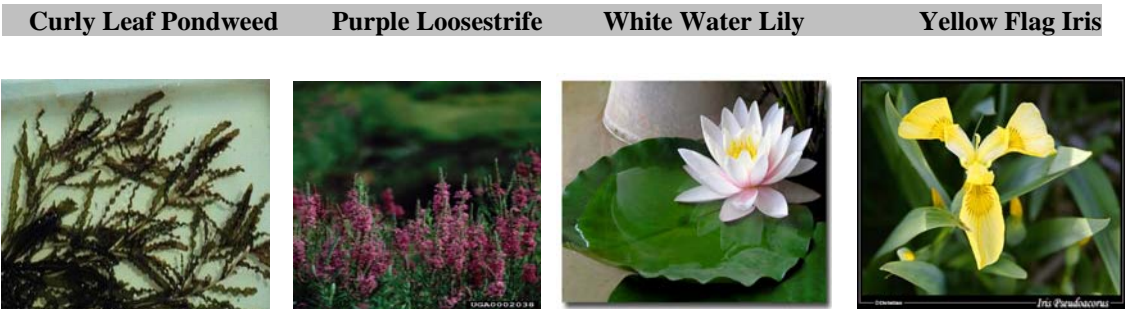 Curly Leaf Pondweed Purple Loosestrife White Water Lily Yellow Flag Iris
UGA0002038
Iris Pseudoacorus